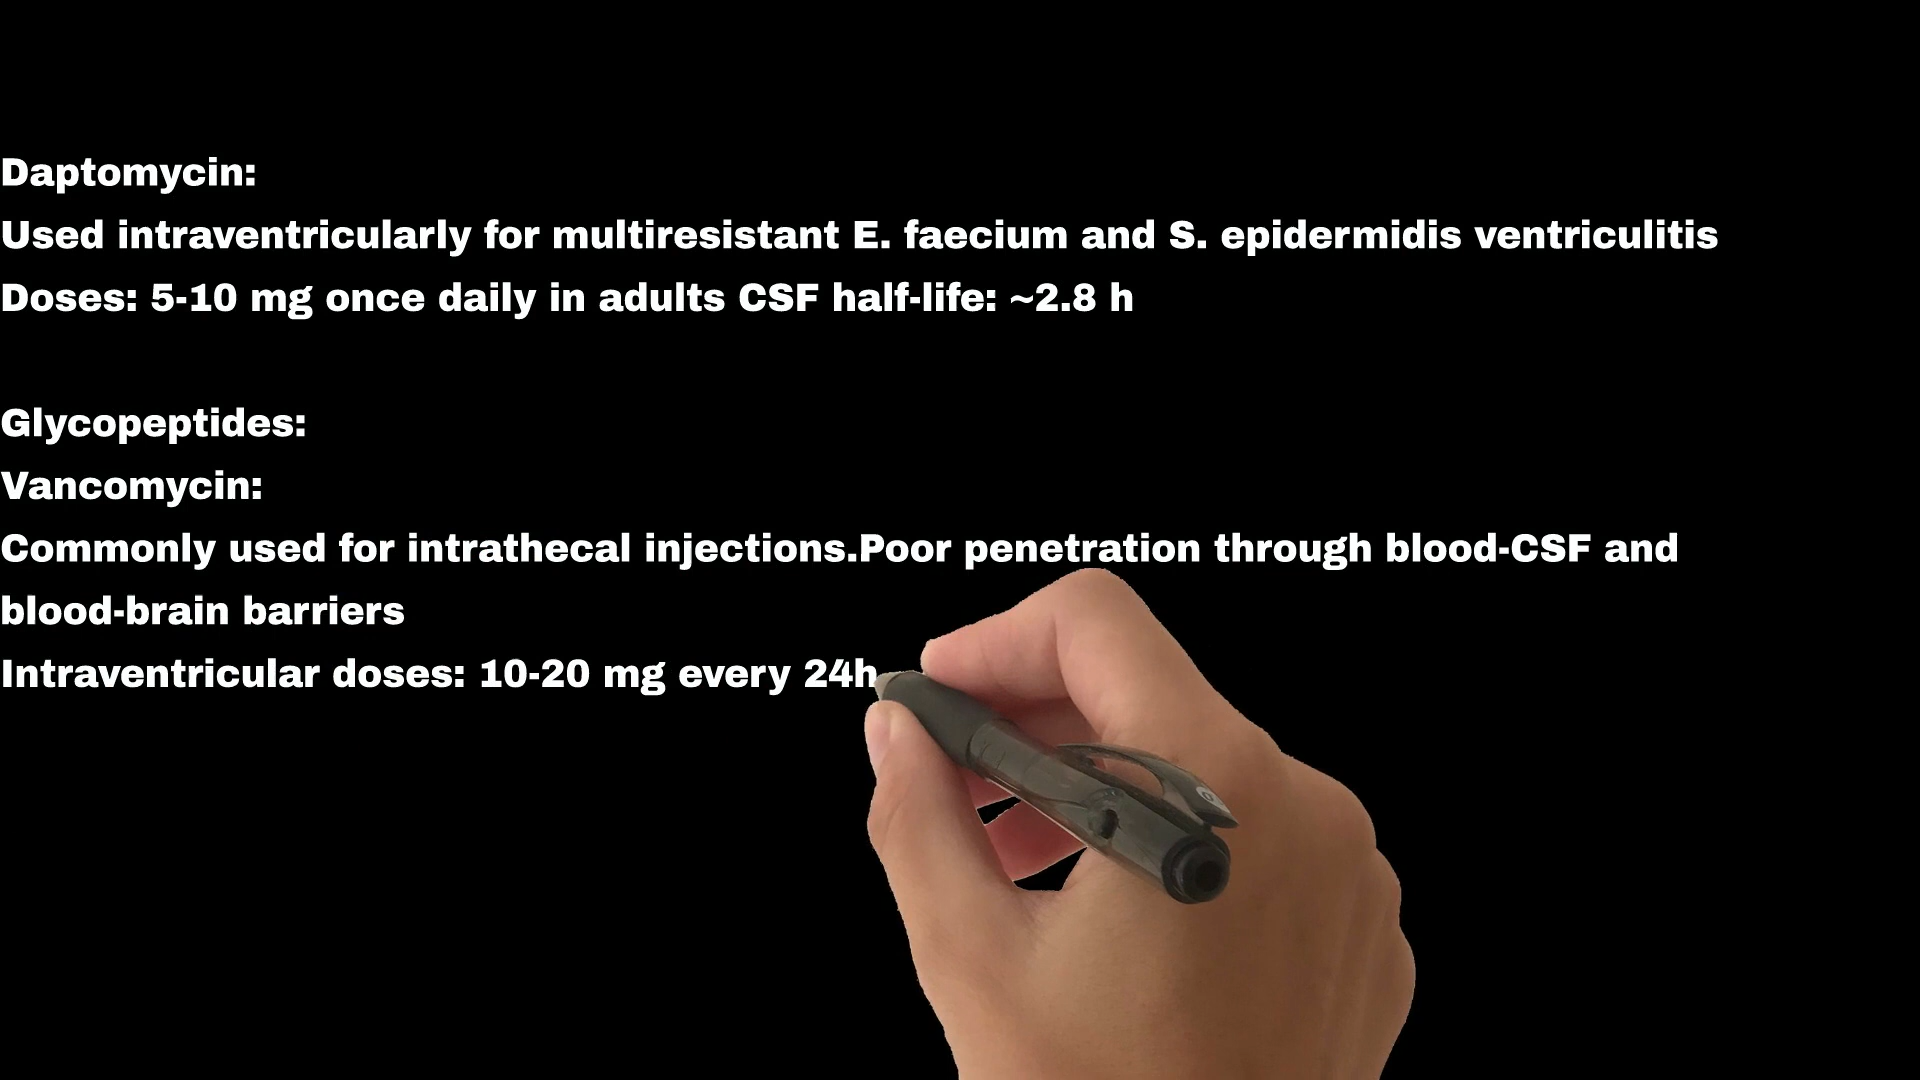 Daptomycin:
Used intraventricularly for multiresistant E. faecium and S. epidermidis ventriculitis
Doses: 5-10 mg once daily in adults CSF half-life: ~2.8 h
Glycopeptides:
Vancomycin:
Commonly used for intrathecal injections.Poor penetration through blood-CSF and
blood-brain barriers
Intraventricular doses: 10-20 mg every 24h